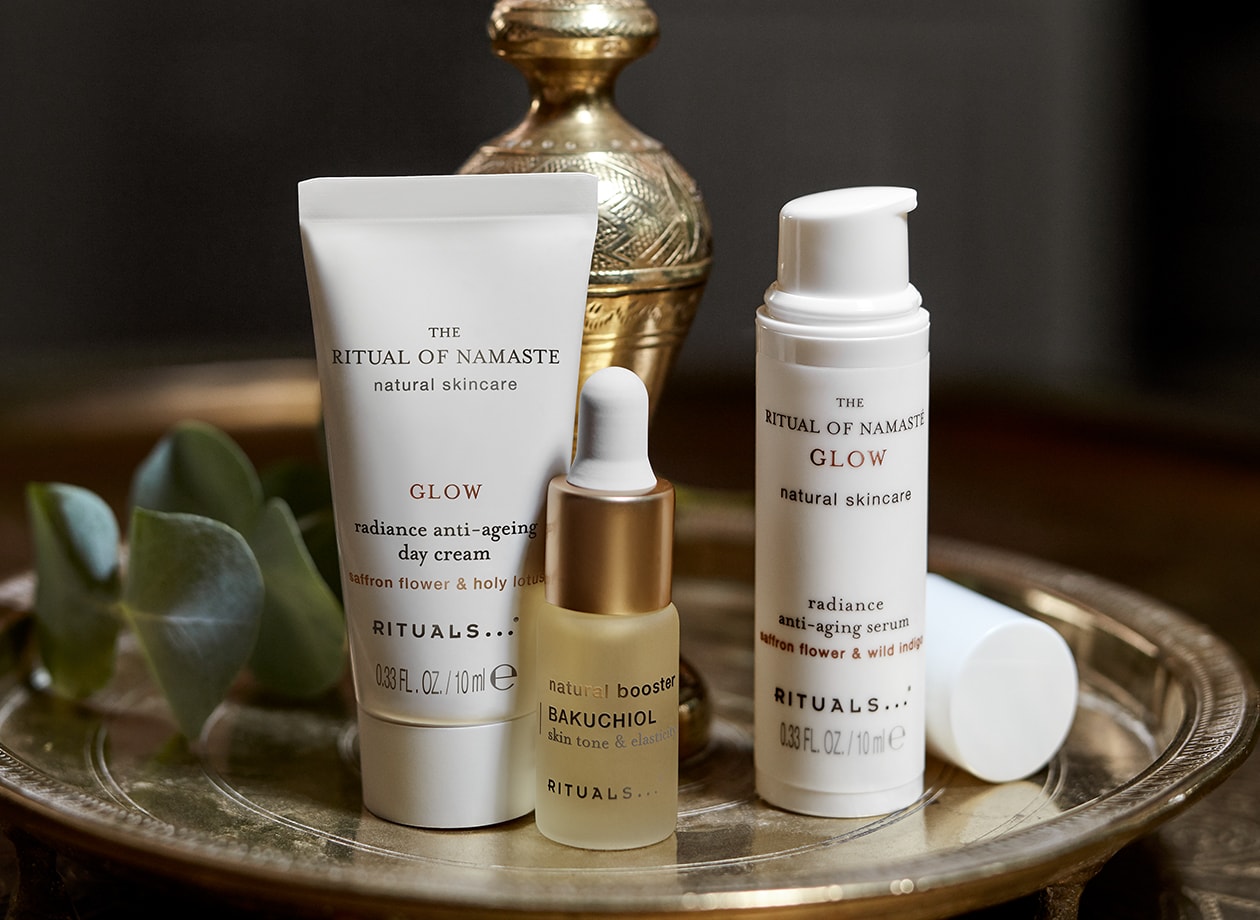 THE
RITUAL OF NAMASTE
natural skincare
GLOW
radiance anti-ageing
day cream
saffron flower & holy lotus
RITUALS...®
0.33 FL. OZ. / 10 ml ℮
natural booster
BAKUCHIOL
skin tone & elasticity
RITUALS...
THE
RITUAL OF NAMASTÉ
GLOW
natural skincare
radiance
anti-aging serum
saffron flower & wild indigo
RITUALS...®
0.33 FL. OZ. / 10 ml ℮